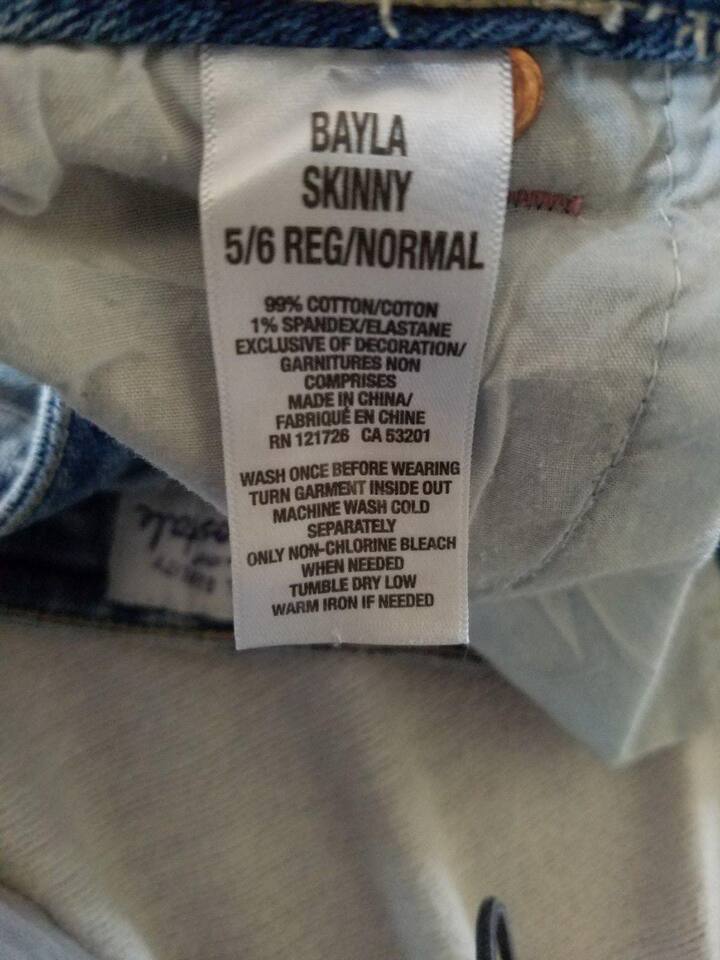 BAYLA
SKINNY
5/6 REG/NORMAL
99% COTTON/COTON
1% SPANDEX/ELASTANE
EXCLUSIVE OF DECORATION/
GARNITURES NON
COMPRISES
MADE IN CHINA/
FABRIQUÉ EN CHINE
RN 121726 CA 53201
WASH ONCE BEFORE WEARING
TURN GARMENT INSIDE OUT
MACHINE WASH COLD
SEPARATELY
ONLY NON-CHLORINE BLEACH
WHEN NEEDED
TUMBLE DRY LOW
WARM IRON IF NEEDED